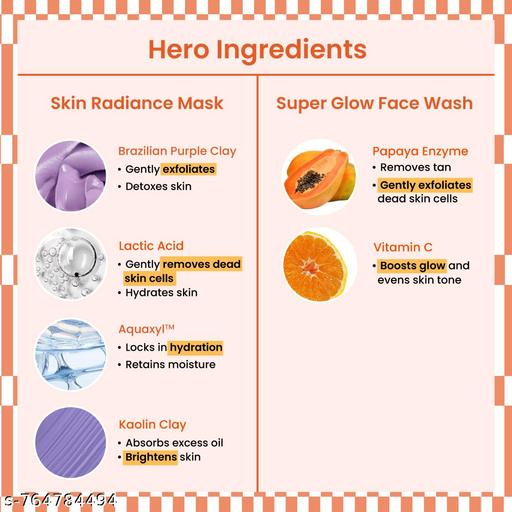 Hero Ingredients
Skin Radiance Mask
Brazilian Purple Clay
• Gently exfoliates
• Detoxes skin
Lactic Acid
• Gently removes dead
skin cells
• Hydrates skin
Aquaxyl™
• Locks in hydration
• Retains moisture
Kaolin Clay
• Absorbs excess oil
• Brightens skin
Super Glow Face Wash
Papaya Enzyme
• Removes tan
• Gently exfoliates
dead skin cells
Vitamin C
• Boosts glow and
evens skin tone
s-764784494